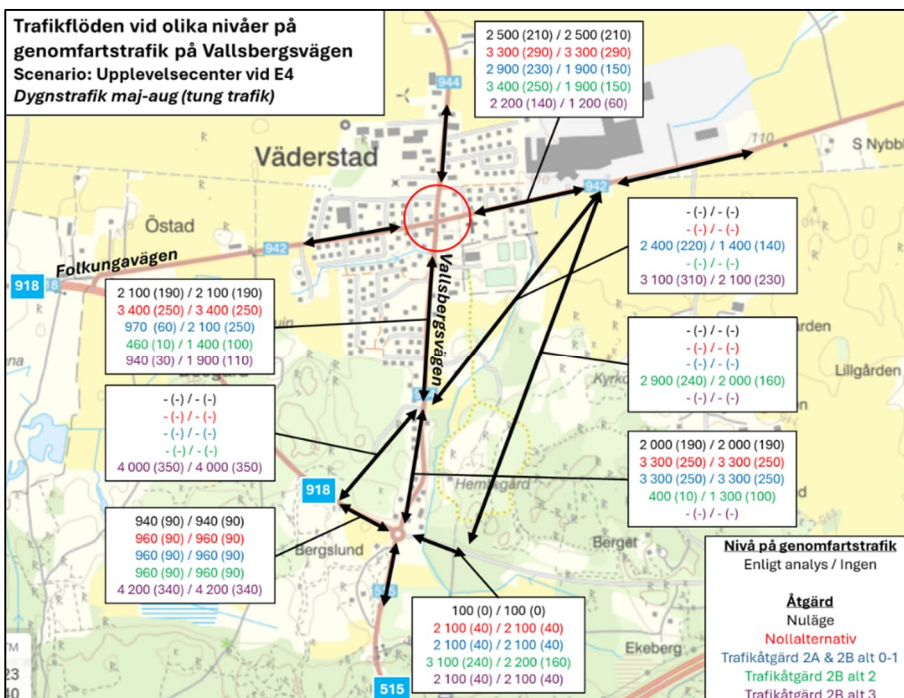 Trafikflöden vid olika nivåer på
genomfartstrafik på Vallsbergsvägen
Scenario: Upplevelsecenter vid E4
Dygnstrafik maj-aug (tung trafik)
2 500 (210) / 2 500 (210)
3 300 (290) / 3 300 (290)
2 900 (230) / 1 900 (150)
3 400 (250) / 1 900 (150)
2 200 (140) / 1 200 (60)
944
Väderstad
110
S Nybbl
942
Östad
942
Folkungavägen
918
18
- (-) / - (-)
- (-) / - (-)
2 400 (220) / 1 400 (140)
- (-) / - (-)
3 100 (310) / 2 100 (230)
2 100 (190) / 2 100 (190)
3 400 (250) / 3 400 (250)
970 (60) / 2 100 (250)
460 (10) / 1 400 (100)
940 (30) / 1 900 (110)
Vallsbergsvägen
- (-) / - (-)
- (-) / - (-)
- (-) / - (-)
2 900 (240) / 2 000 (160)
- (-) / - (-)
Kyrko
rden
Lillgården
- (-) / - (-)
- (-) / - (-)
- (-) / - (-)
- (-) / - (-)
4 000 (350) / 4 000 (350)
2 000 (190) / 2 000 (190)
3 300 (250) / 3 300 (250)
3 300 (250) / 3 300 (250)
400 (10) / 1 300 (100)
- (-) / - (-)
918
940 (90) / 940 (90)
960 (90) / 960 (90)
960 (90) / 960 (90)
960 (90) / 960 (90)
4 200 (340) / 4 200 (340)
Bergslund
Berget
100 (0) / 100 (0)
2 100 (40) / 2 100 (40)
2 100 (40) / 2 100 (40)
3 100 (240) / 2 200 (160)
2 100 (40) / 2 100 (40)
Ekeberg
515
Nivå på genomfartstrafik
Enligt analys / Ingen
Åtgärd
Nuläge
Nollalternativ
Trafikåtgärd 2A & 2B alt 0-1
Trafikåtgärd 2B alt 2
Trafikåtgärd 2B alt 3